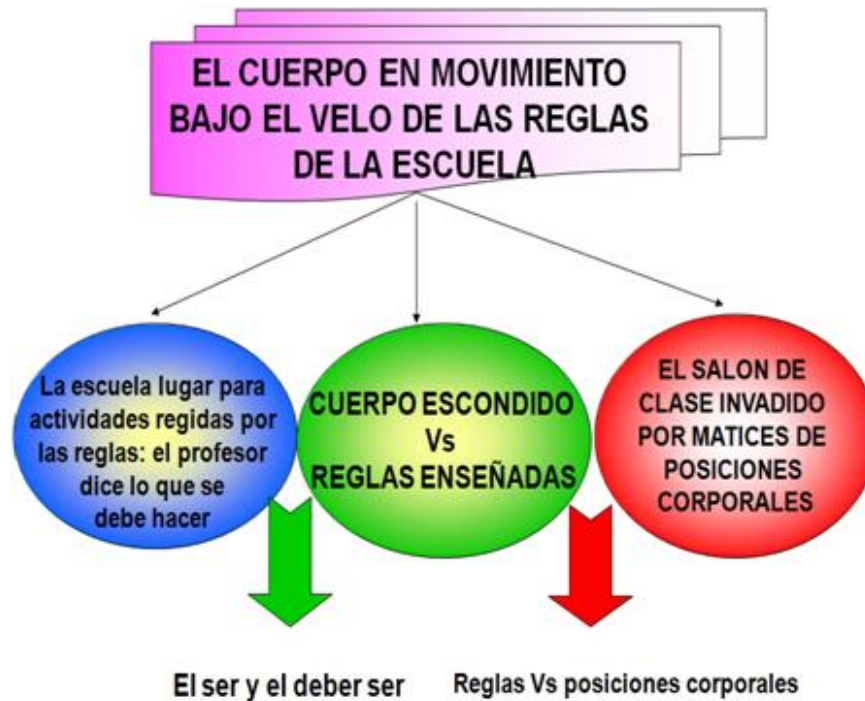 EL CUERPO EN MOVIMIENTO
BAJO EL VELO DE LAS REGLAS
DE LA ESCUELA
La escuela lugar para
actividades regidas por
las reglas: el profesor
dice lo que se
debe hacer
CUERPO ESCONDIDO
Vs
REGLAS ENSEÑADAS
EL SALON DE
CLASE INVADIDO
POR MATICES DE
POSICIONES
CORPORALES
El ser y el deber ser
Reglas Vs posiciones corporales